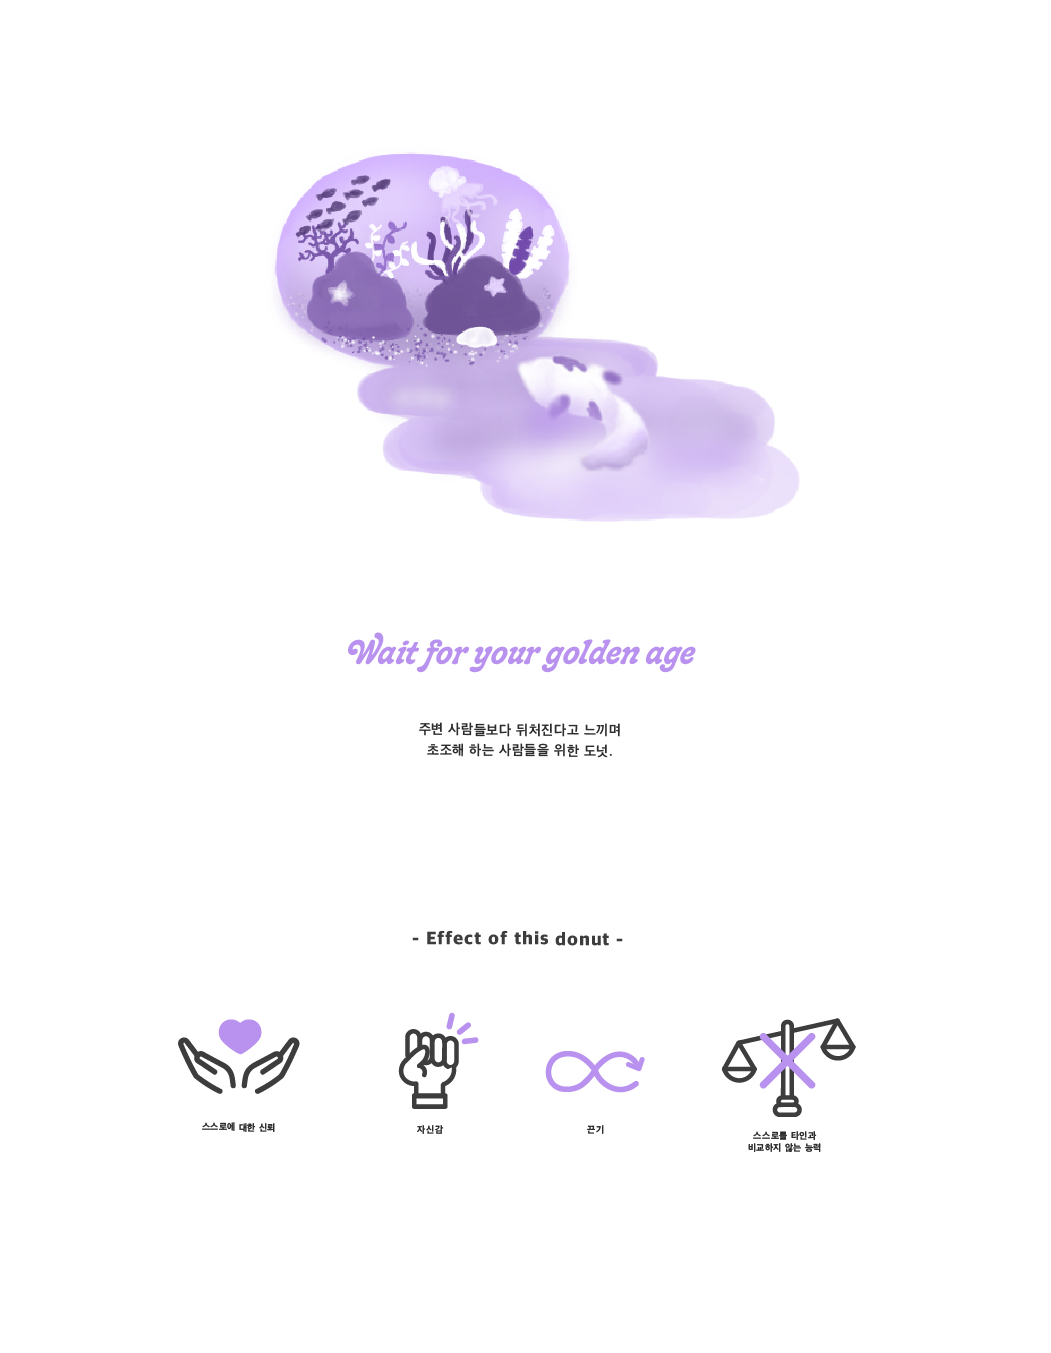 Wait for your golden age
주변 사람들보다 뒤처진다고 느끼며
초조해 하는 사람들을 위한 도넛.
- Effect of this donut -
스스로에 대한 신뢰
자신감
끈기
스스로를 타인과
비교하지 않는 능력